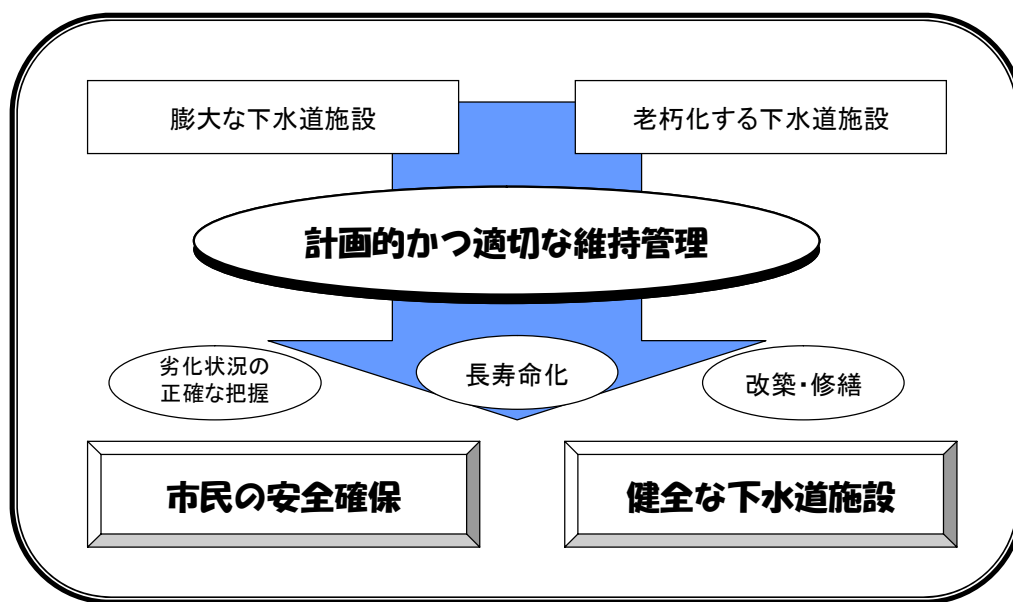 膨大な下水道施設
老朽化する下水道施設
計画的かつ適切な維持管理
劣化状況の
正確な把握
長寿命化
改築・修繕
市民の安全確保
健全な下水道施設